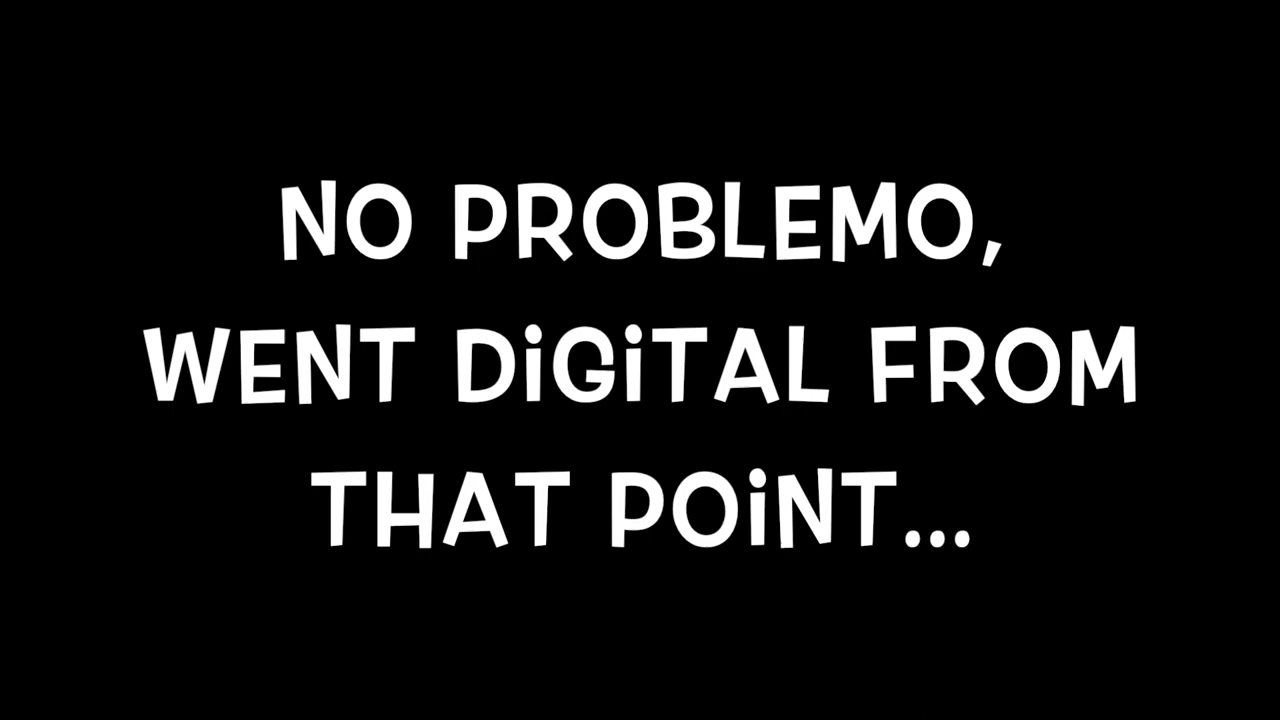 NO PROBLEMO,
WENT DiGiTAL FROM
THAT POiNT...